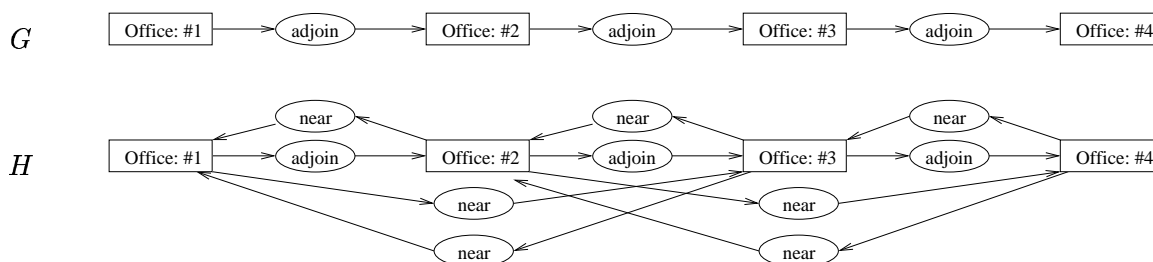 G Office: #1 adjoin Office: #2 adjoin Office: #3 adjoin Office: #4
near near near
H Office: #1 adjoin Office: #2 adjoin Office: #3 adjoin Office: #4
near near
near near